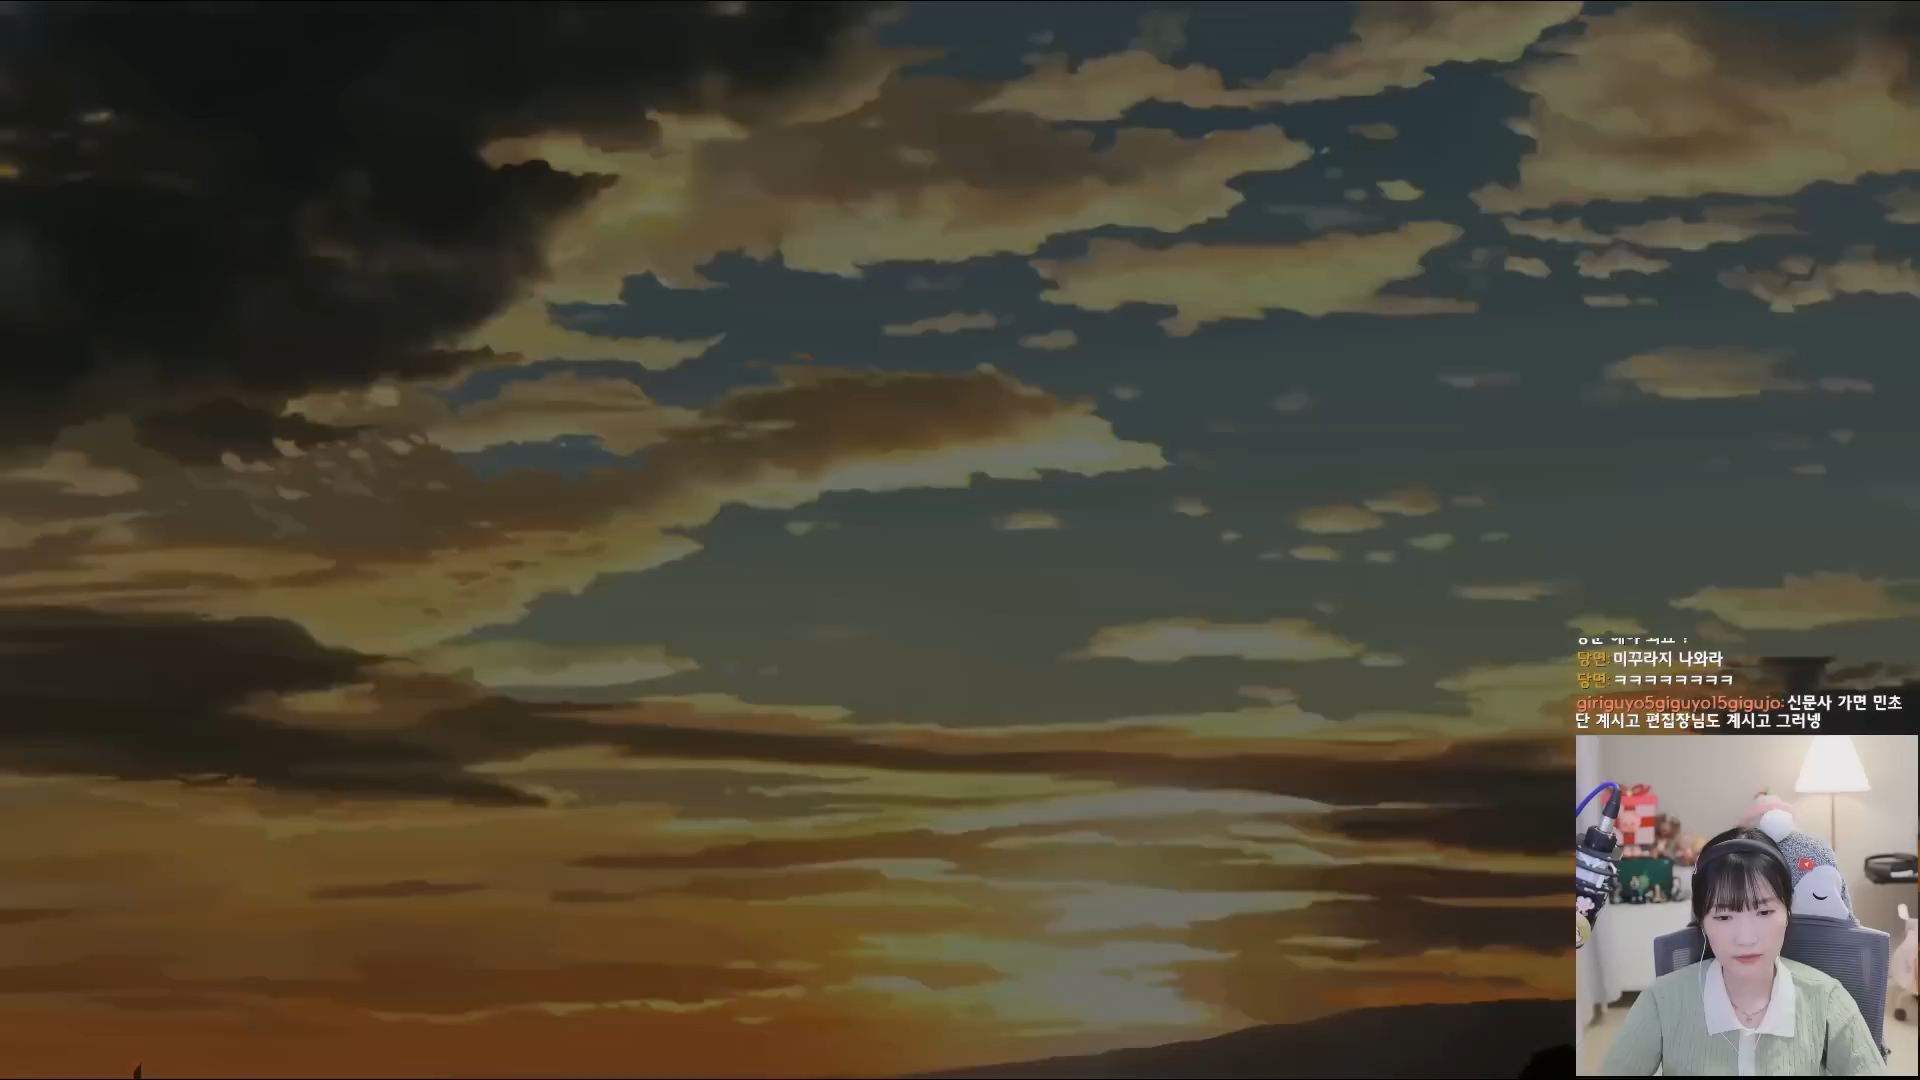 당면: 미꾸라지 나와라
당면: ㅋㅋㅋㅋㅋㅋㅋㅋ
giriguyo5giguyo15gigujo: 신문사 가면 민초
단 계시고 편집장님도 계시고 그러넹